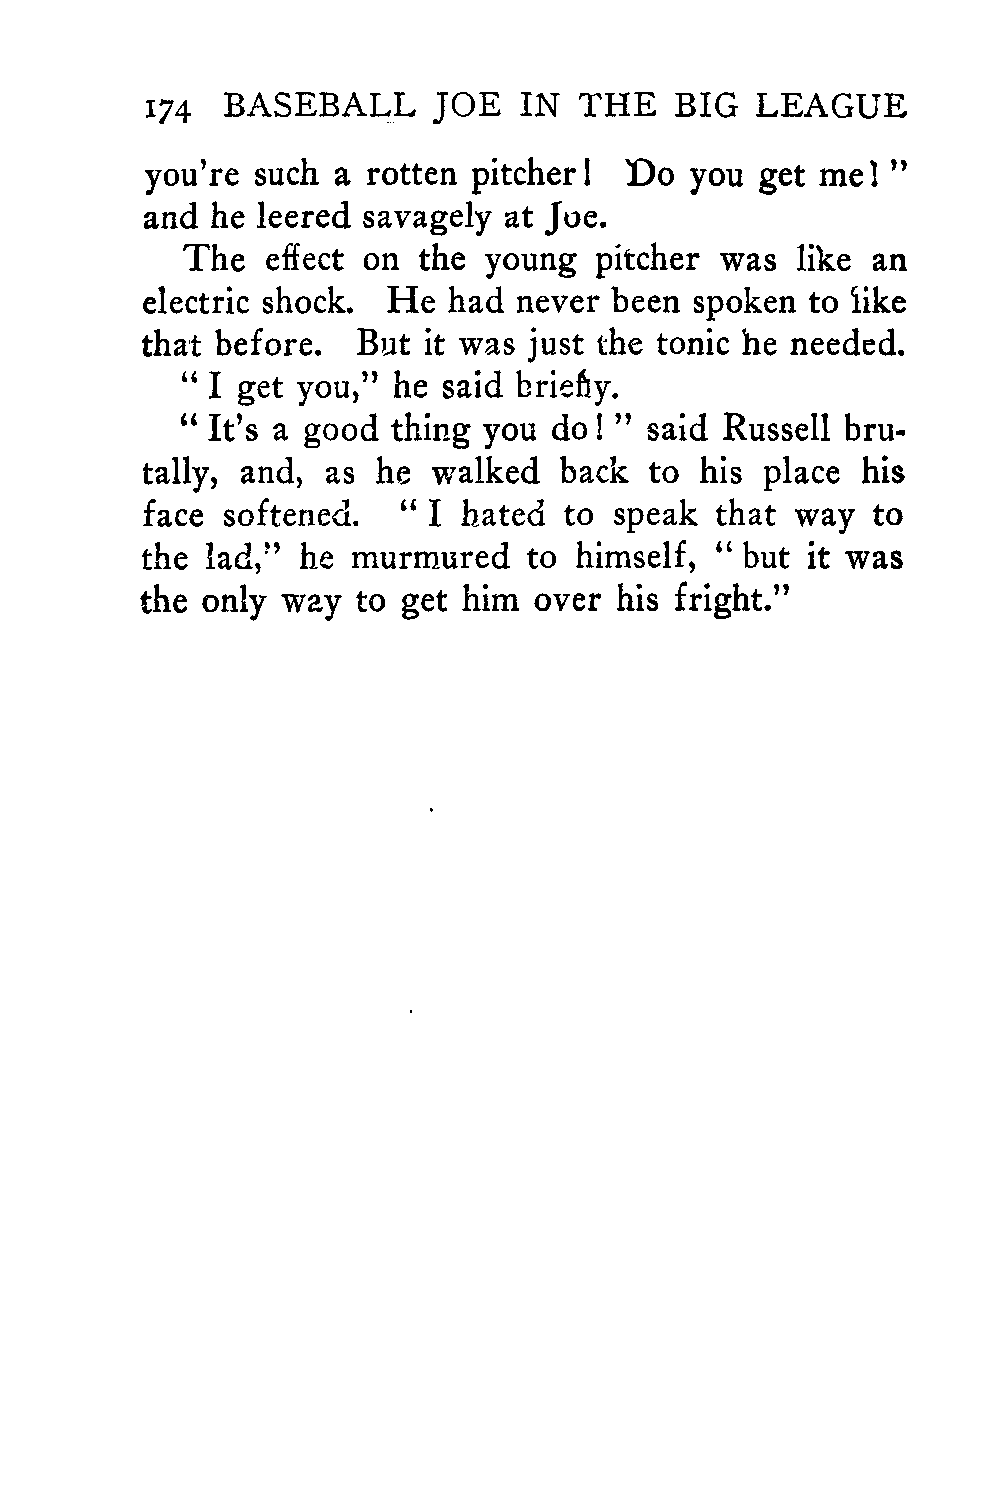 174 BASEBALL JOE IN THE BIG LEAGUE
you're such a rotten pitcher! Do you get me!"
and he leered savagely at Joe.
The effect on the young pitcher was like an
electric shock. He had never been spoken to like
that before. But it was just the tonic he needed.
"I get you," he said briefly.
"It's a good thing you do!" said Russell bru-
tally, and, as he walked back to his place his
face softened. "I hated to speak that way to
the lad," he murmured to himself, "but it was
the only way to get him over his fright."